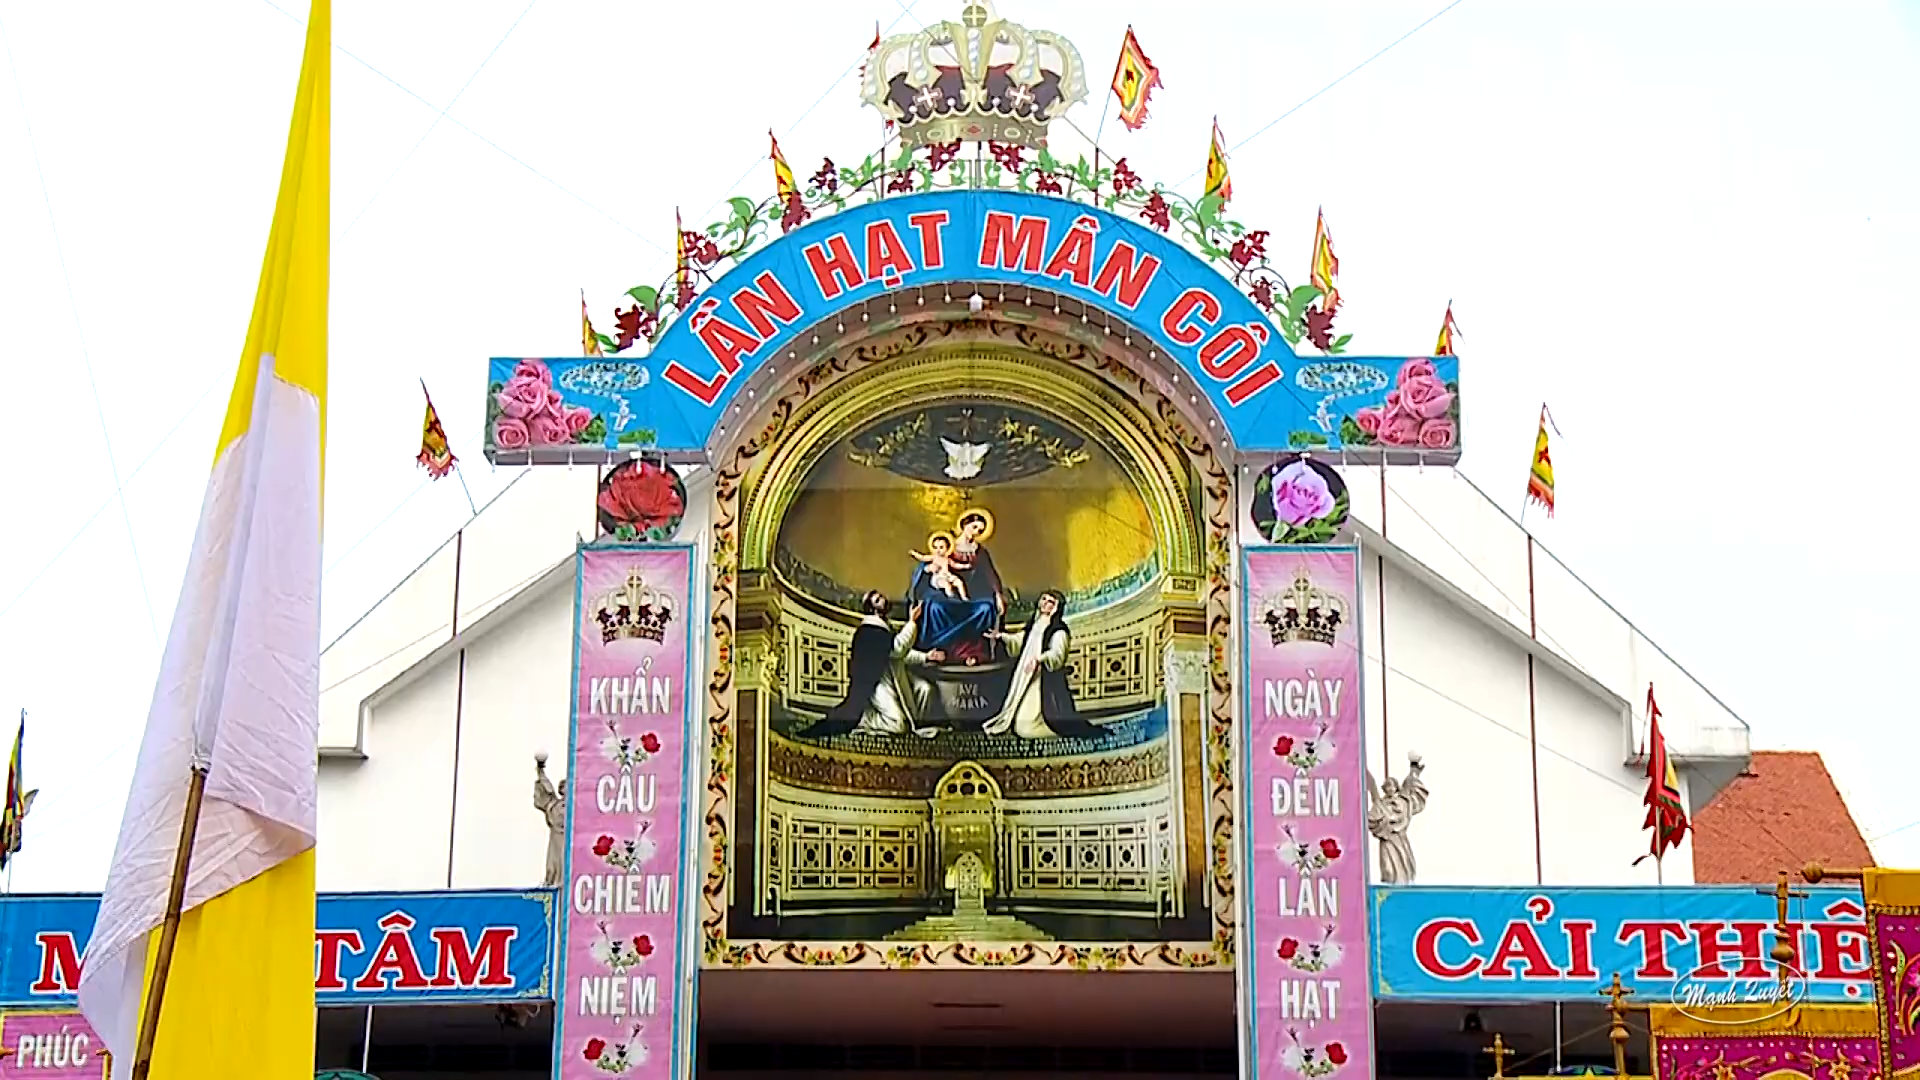 LẦN HẠT MÂN CÔI
AVE
MARIA
KHẨN
CẦU
CHIÊM
NIỆM
NGÀY
ĐÊM
LẦN
HẠT
TÂM
CẢI THIỆ
PHÚC
Mạnh Quyết